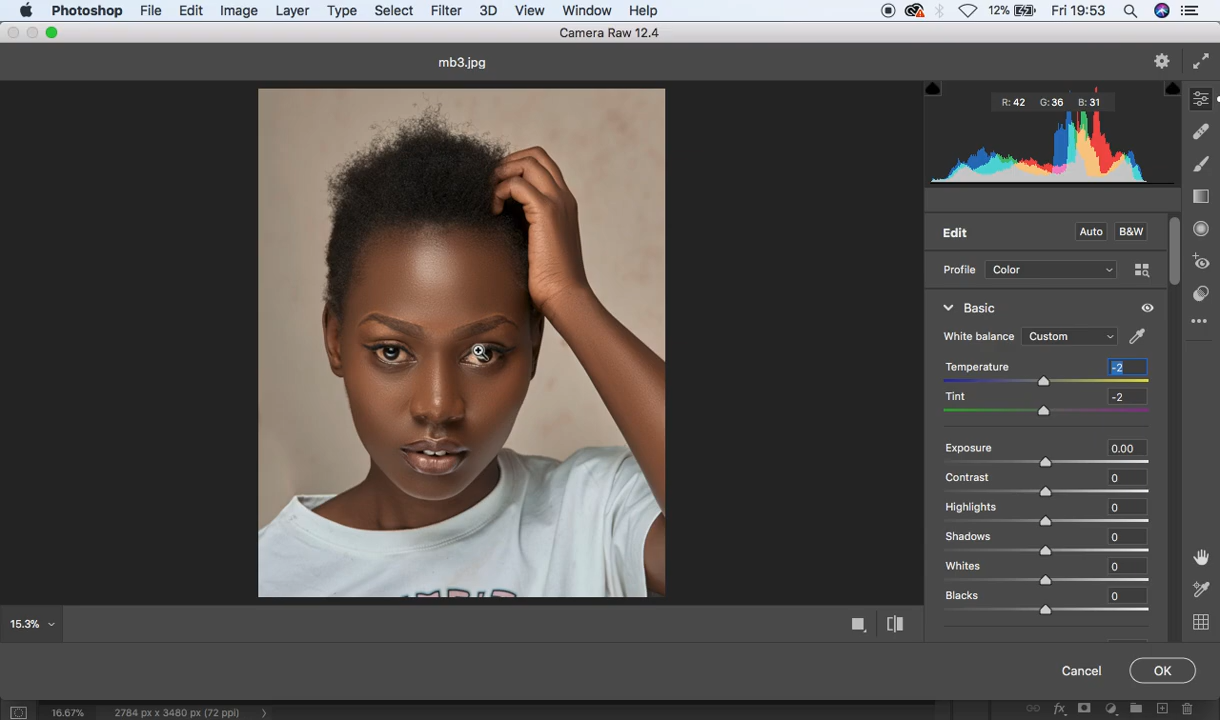 Photoshop File Edit Image Layer Type Select Filter 3D View Window Help 12% Fri 19:53
Camera Raw 12.4
mb3.jpg
R: 42 G: 36 B: 31
Edit Auto B&W
Profile Color
Basic
White balance Custom
Temperature -2
Tint -2
Exposure 0.00
Contrast 0
Highlights 0
Shadows 0
Whites 0
Blacks 0
15.3%
Cancel OK
16.67% 2784 px x 3480 px (72 ppi)
fx